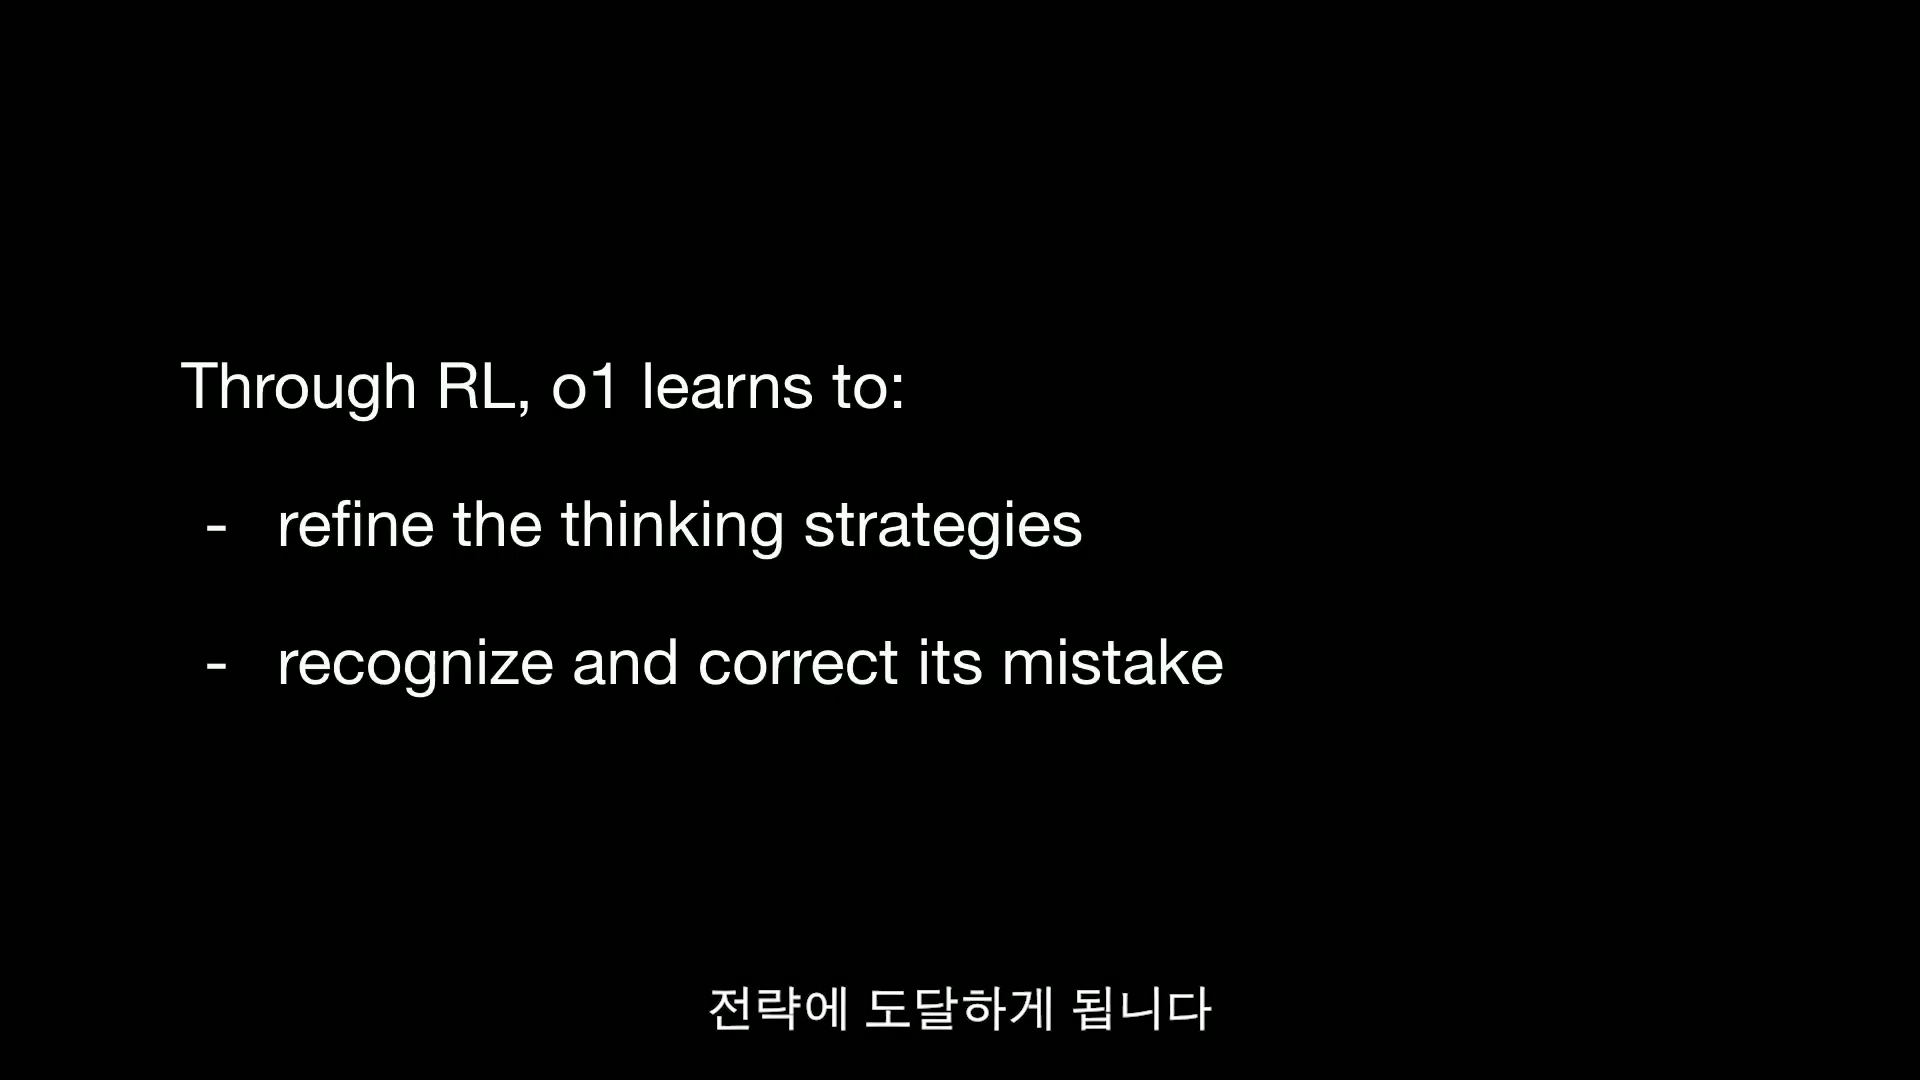 Through RL, o1 learns to:
- refine the thinking strategies
- recognize and correct its mistake
전략에 도달하게 됩니다